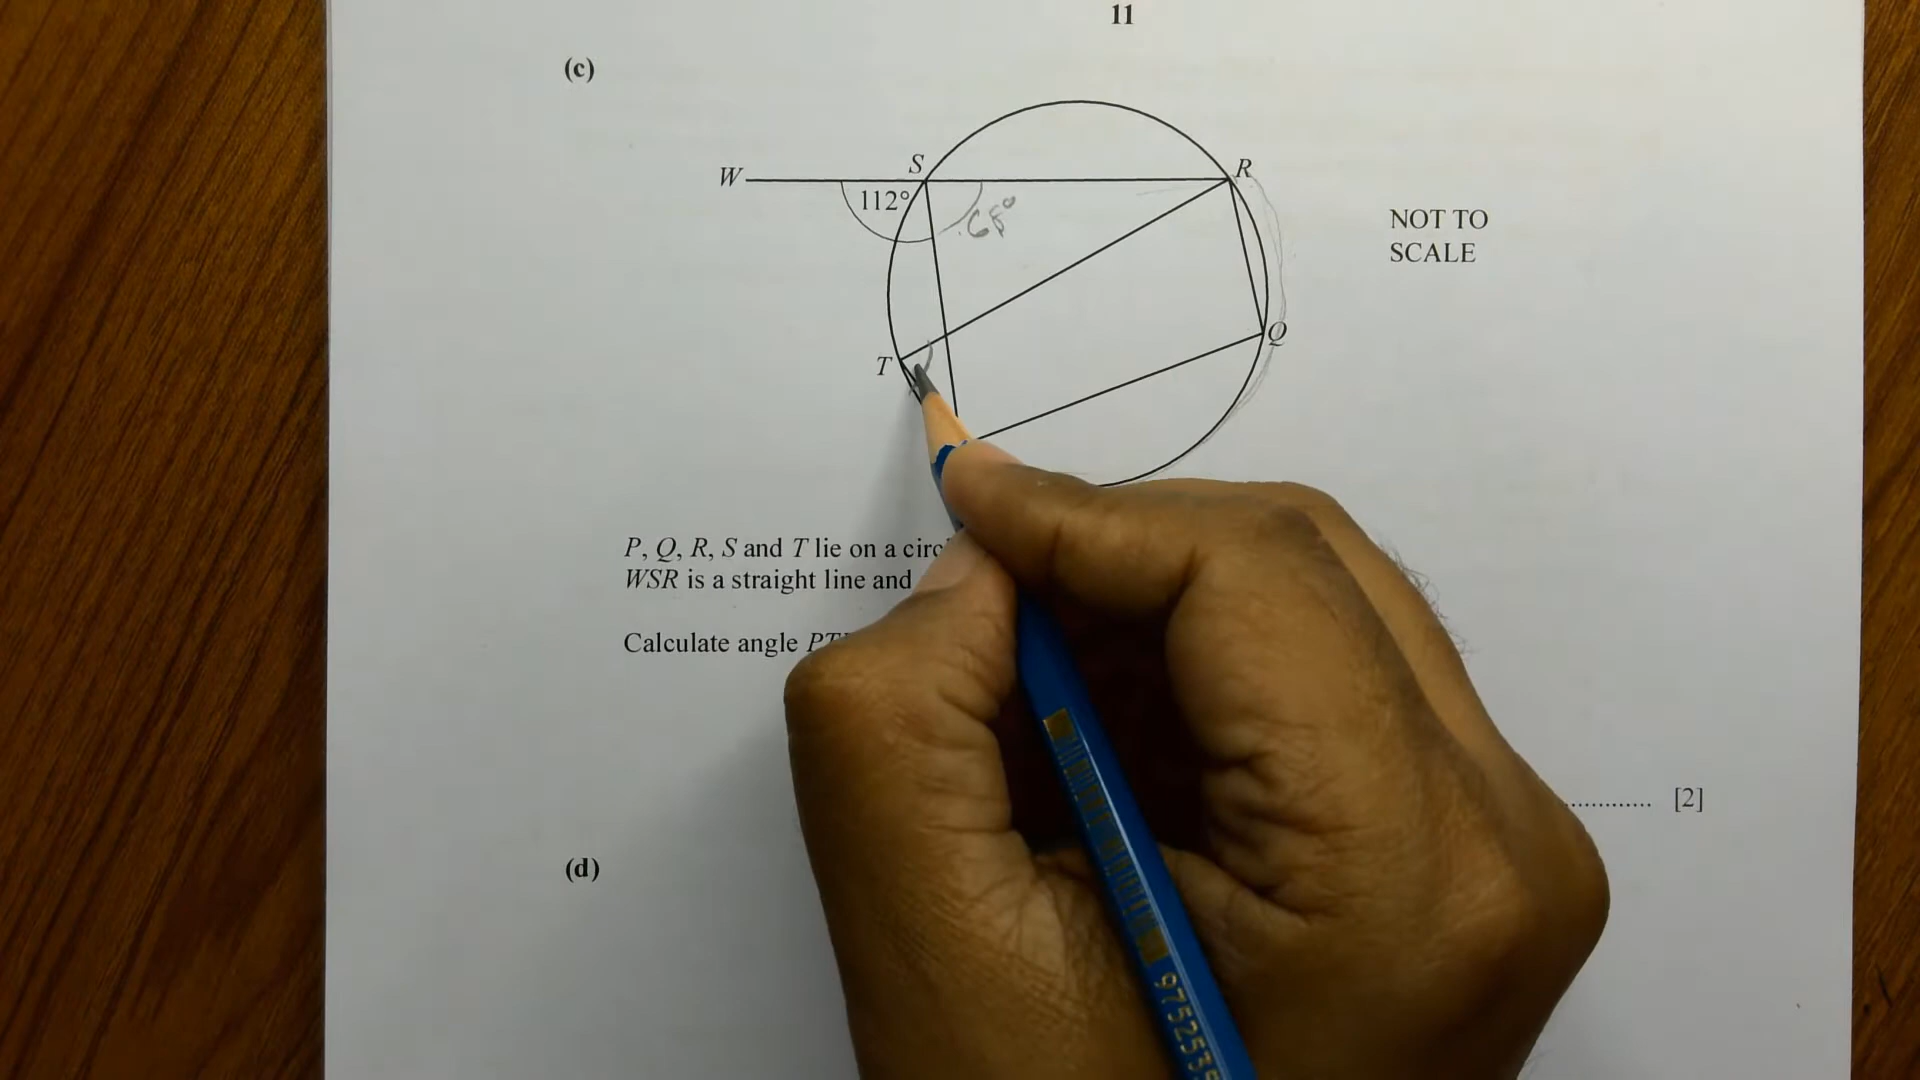 11
(c)
S
R
W
112°
68°
NOT TO
SCALE
Q
T
P, Q, R, S and T lie on a circ
WSR is a straight line and
Calculate angle PT
[2]
(d)
9752535